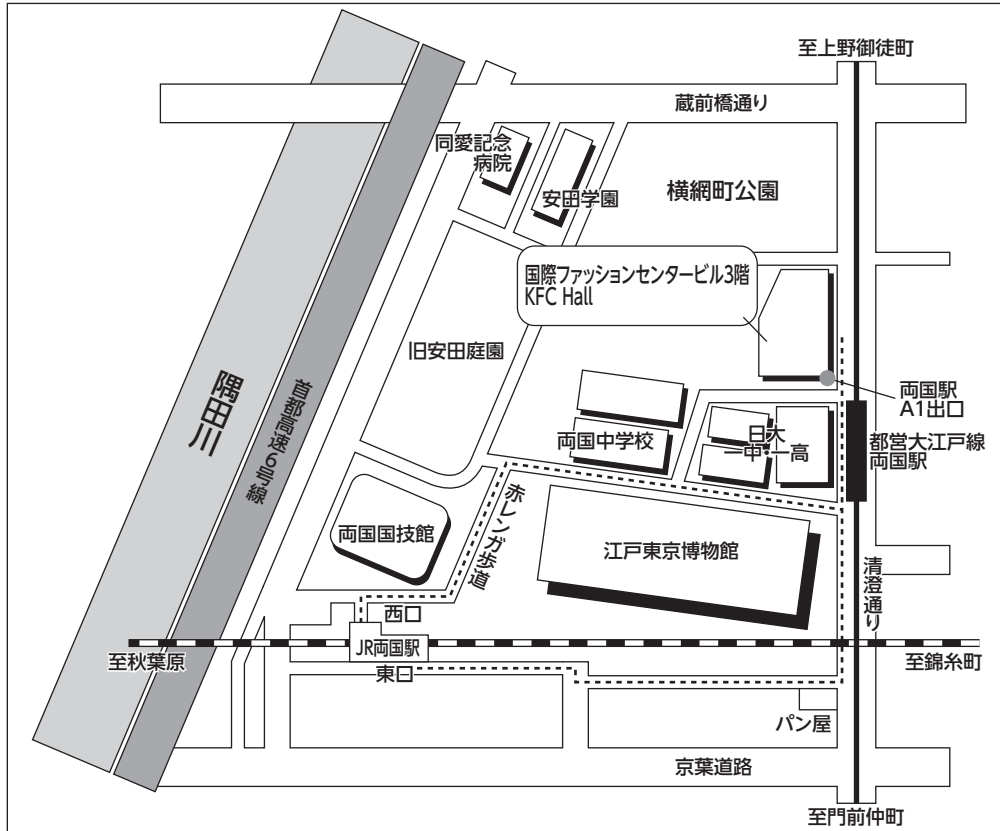 至上野御徒町
蔵前橋通り
同愛記念
病院
安田学園
横網町公園
国際ファッションセンタービル3階
KFC Hall
旧安田庭園
隅田川
首都高速6号線
両国駅
A1出口
両国中学校
日大
一中・一高
都営大江戸線
両国駅
両国国技館
赤レンガ歩道
江戸東京博物館
清澄通り
西口
至秋葉原
JR両国駅
至錦糸町
東口
パン屋
京葉道路
至門前仲町